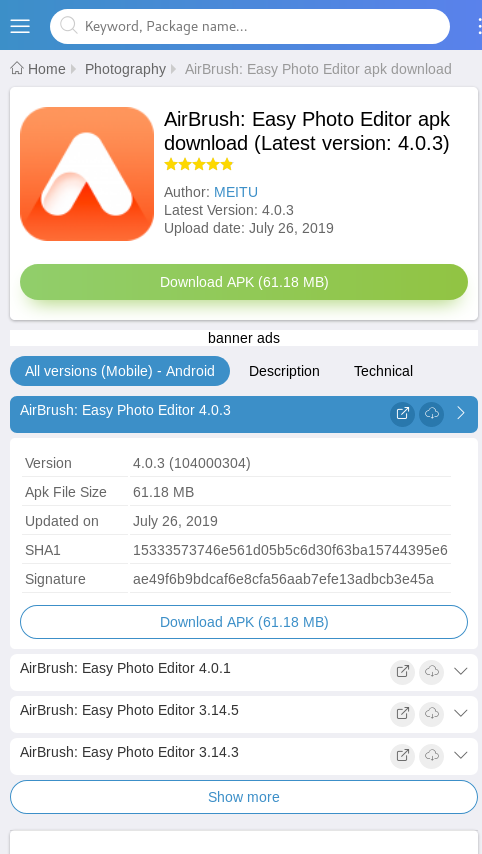 Keyword, Package name...
Home Photography AirBrush: Easy Photo Editor apk download
AirBrush: Easy Photo Editor apk
download (Latest version: 4.0.3)
Author: MEITU
Latest Version: 4.0.3
Upload date: July 26, 2019
Download APK (61.18 MB)
banner ads
All versions (Mobile) - Android Description Technical
AirBrush: Easy Photo Editor 4.0.3
Version 4.0.3 (104000304)
Apk File Size 61.18 MB
Updated on July 26, 2019
SHA1 15333573746e561d05b5c6d30f63ba15744395e6
Signature ae49f6b9bdcaf6e8cfa56aab7efe13adbcb3e45a
Download APK (61.18 MB)
AirBrush: Easy Photo Editor 4.0.1
AirBrush: Easy Photo Editor 3.14.5
AirBrush: Easy Photo Editor 3.14.3
Show more